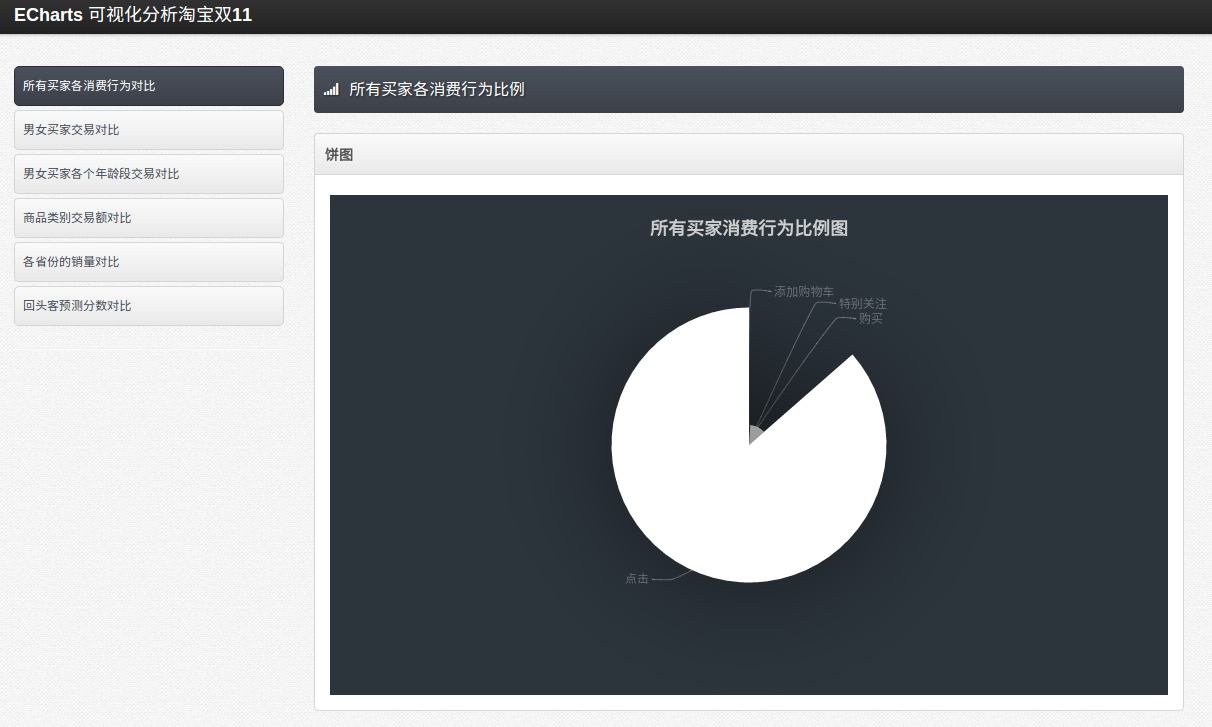 ECharts 可视化分析淘宝双11
所有买家各消费行为对比
男女买家交易对比
男女买家各个年龄段交易对比
商品类别交易额对比
各省份的销量对比
回头客预测分数对比
所有买家各消费行为比例
饼图
所有买家消费行为比例图
添加购物车
特别关注
购买
点击